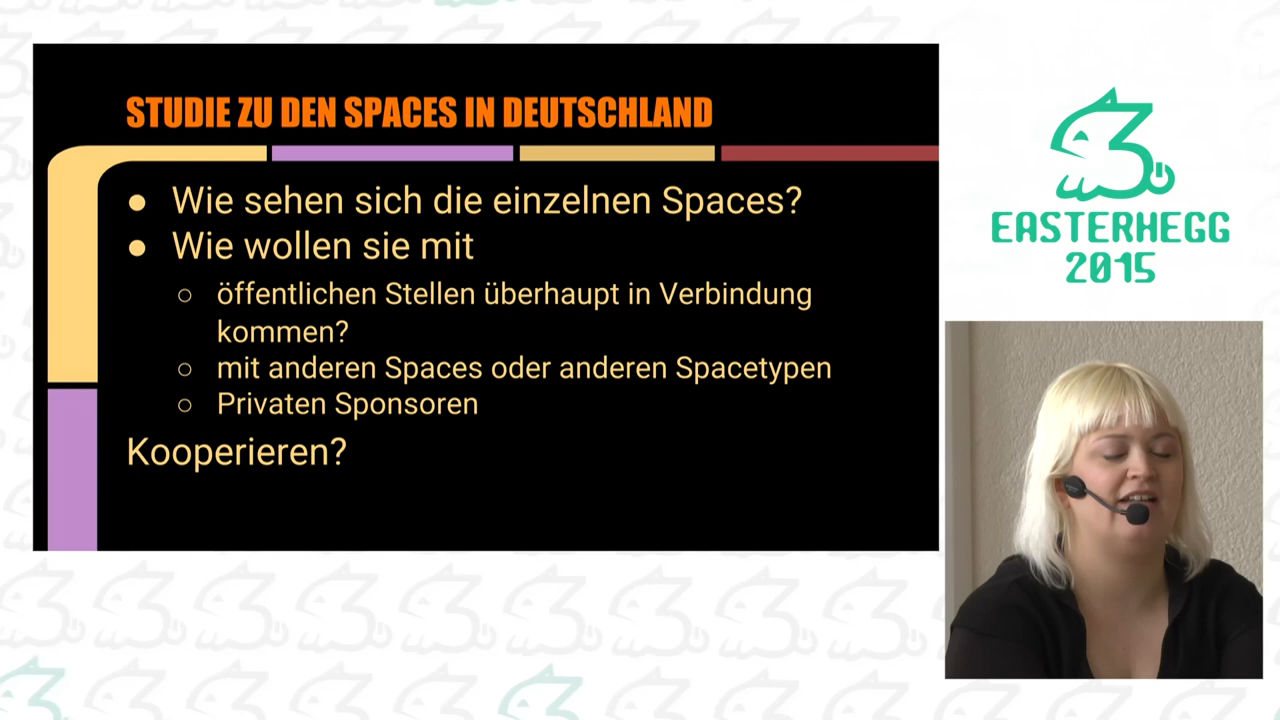 STUDIE ZU DEN SPACES IN DEUTSCHLAND
● Wie sehen sich die einzelnen Spaces?
● Wie wollen sie mit
○ öffentlichen Stellen überhaupt in Verbindung
kommen?
○ mit anderen Spaces oder anderen Spacetypen
○ Privaten Sponsoren
Kooperieren?
EASTERHEGG
2015